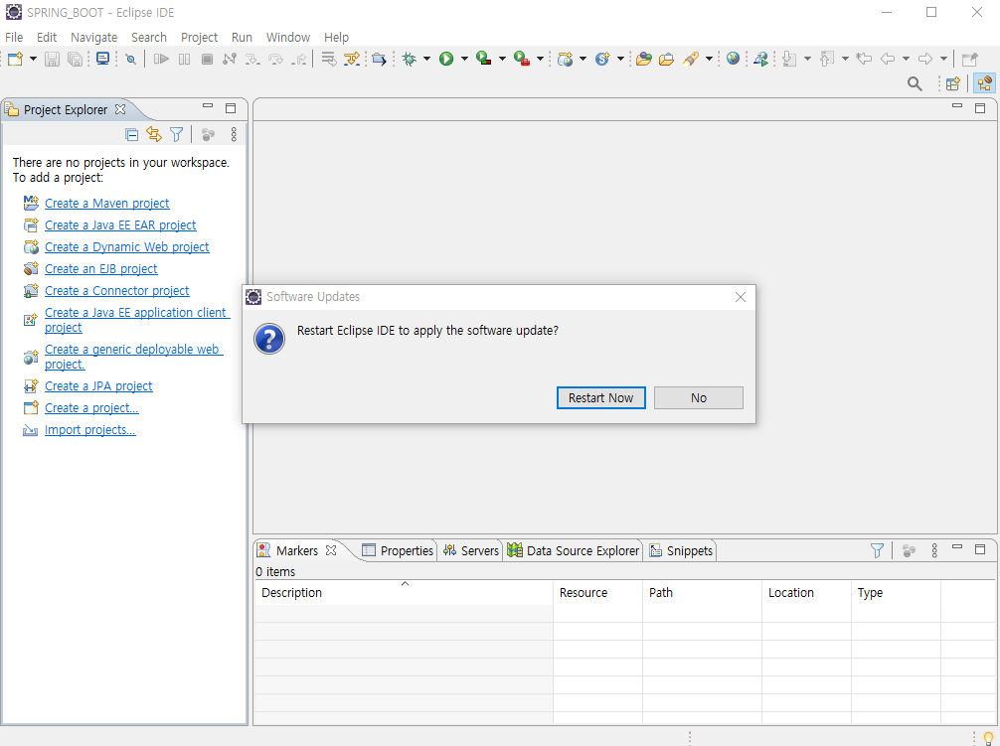 SPRING_BOOT - Eclipse IDE
File Edit Navigate Search Project Run Window Help
Project Explorer
There are no projects in your workspace.
To add a project:
Create a Maven project
Create a Java EE EAR project
Create a Dynamic Web project
Create an EJB project
Create a Connector project
Create a Java EE application client
project
Create a generic deployable web
project.
Create a JPA project
Create a project...
Import projects...
Software Updates
Restart Eclipse IDE to apply the software update?
Restart Now No
Markers Properties Servers Data Source Explorer Snippets
0 items
Description Resource Path Location Type